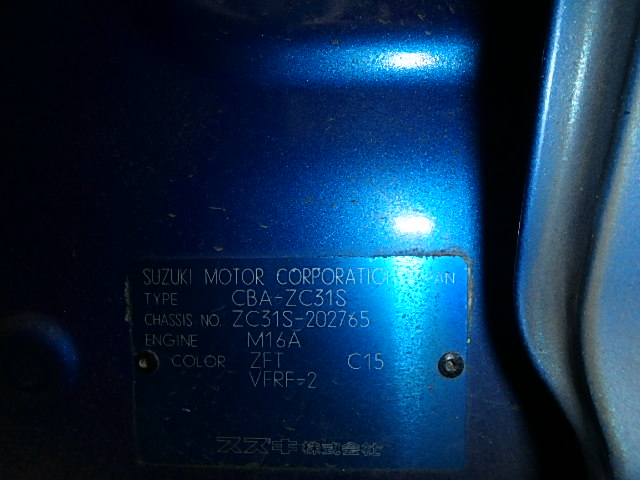 SUZUKI MOTOR CORPORATION JAPAN
TYPE CBA-ZC31S
CHASSIS NO. ZC31S-202765
ENGINE M16A
COLOR ZFT C15
VFRF=2
スズキ株式会社